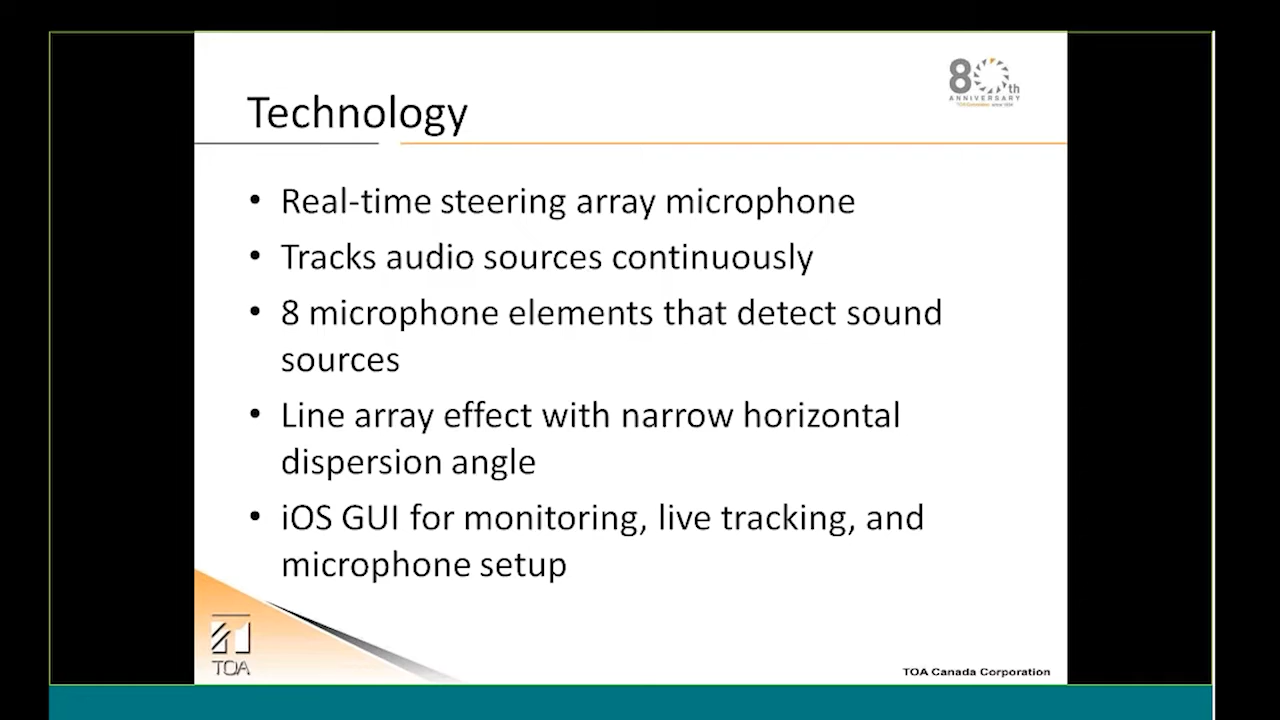 80th
ANNIVERSARY
Technology
• Real-time steering array microphone
• Tracks audio sources continuously
• 8 microphone elements that detect sound
sources
• Line array effect with narrow horizontal
dispersion angle
• iOS GUI for monitoring, live tracking, and
microphone setup
TOA
TOA Canada Corporation